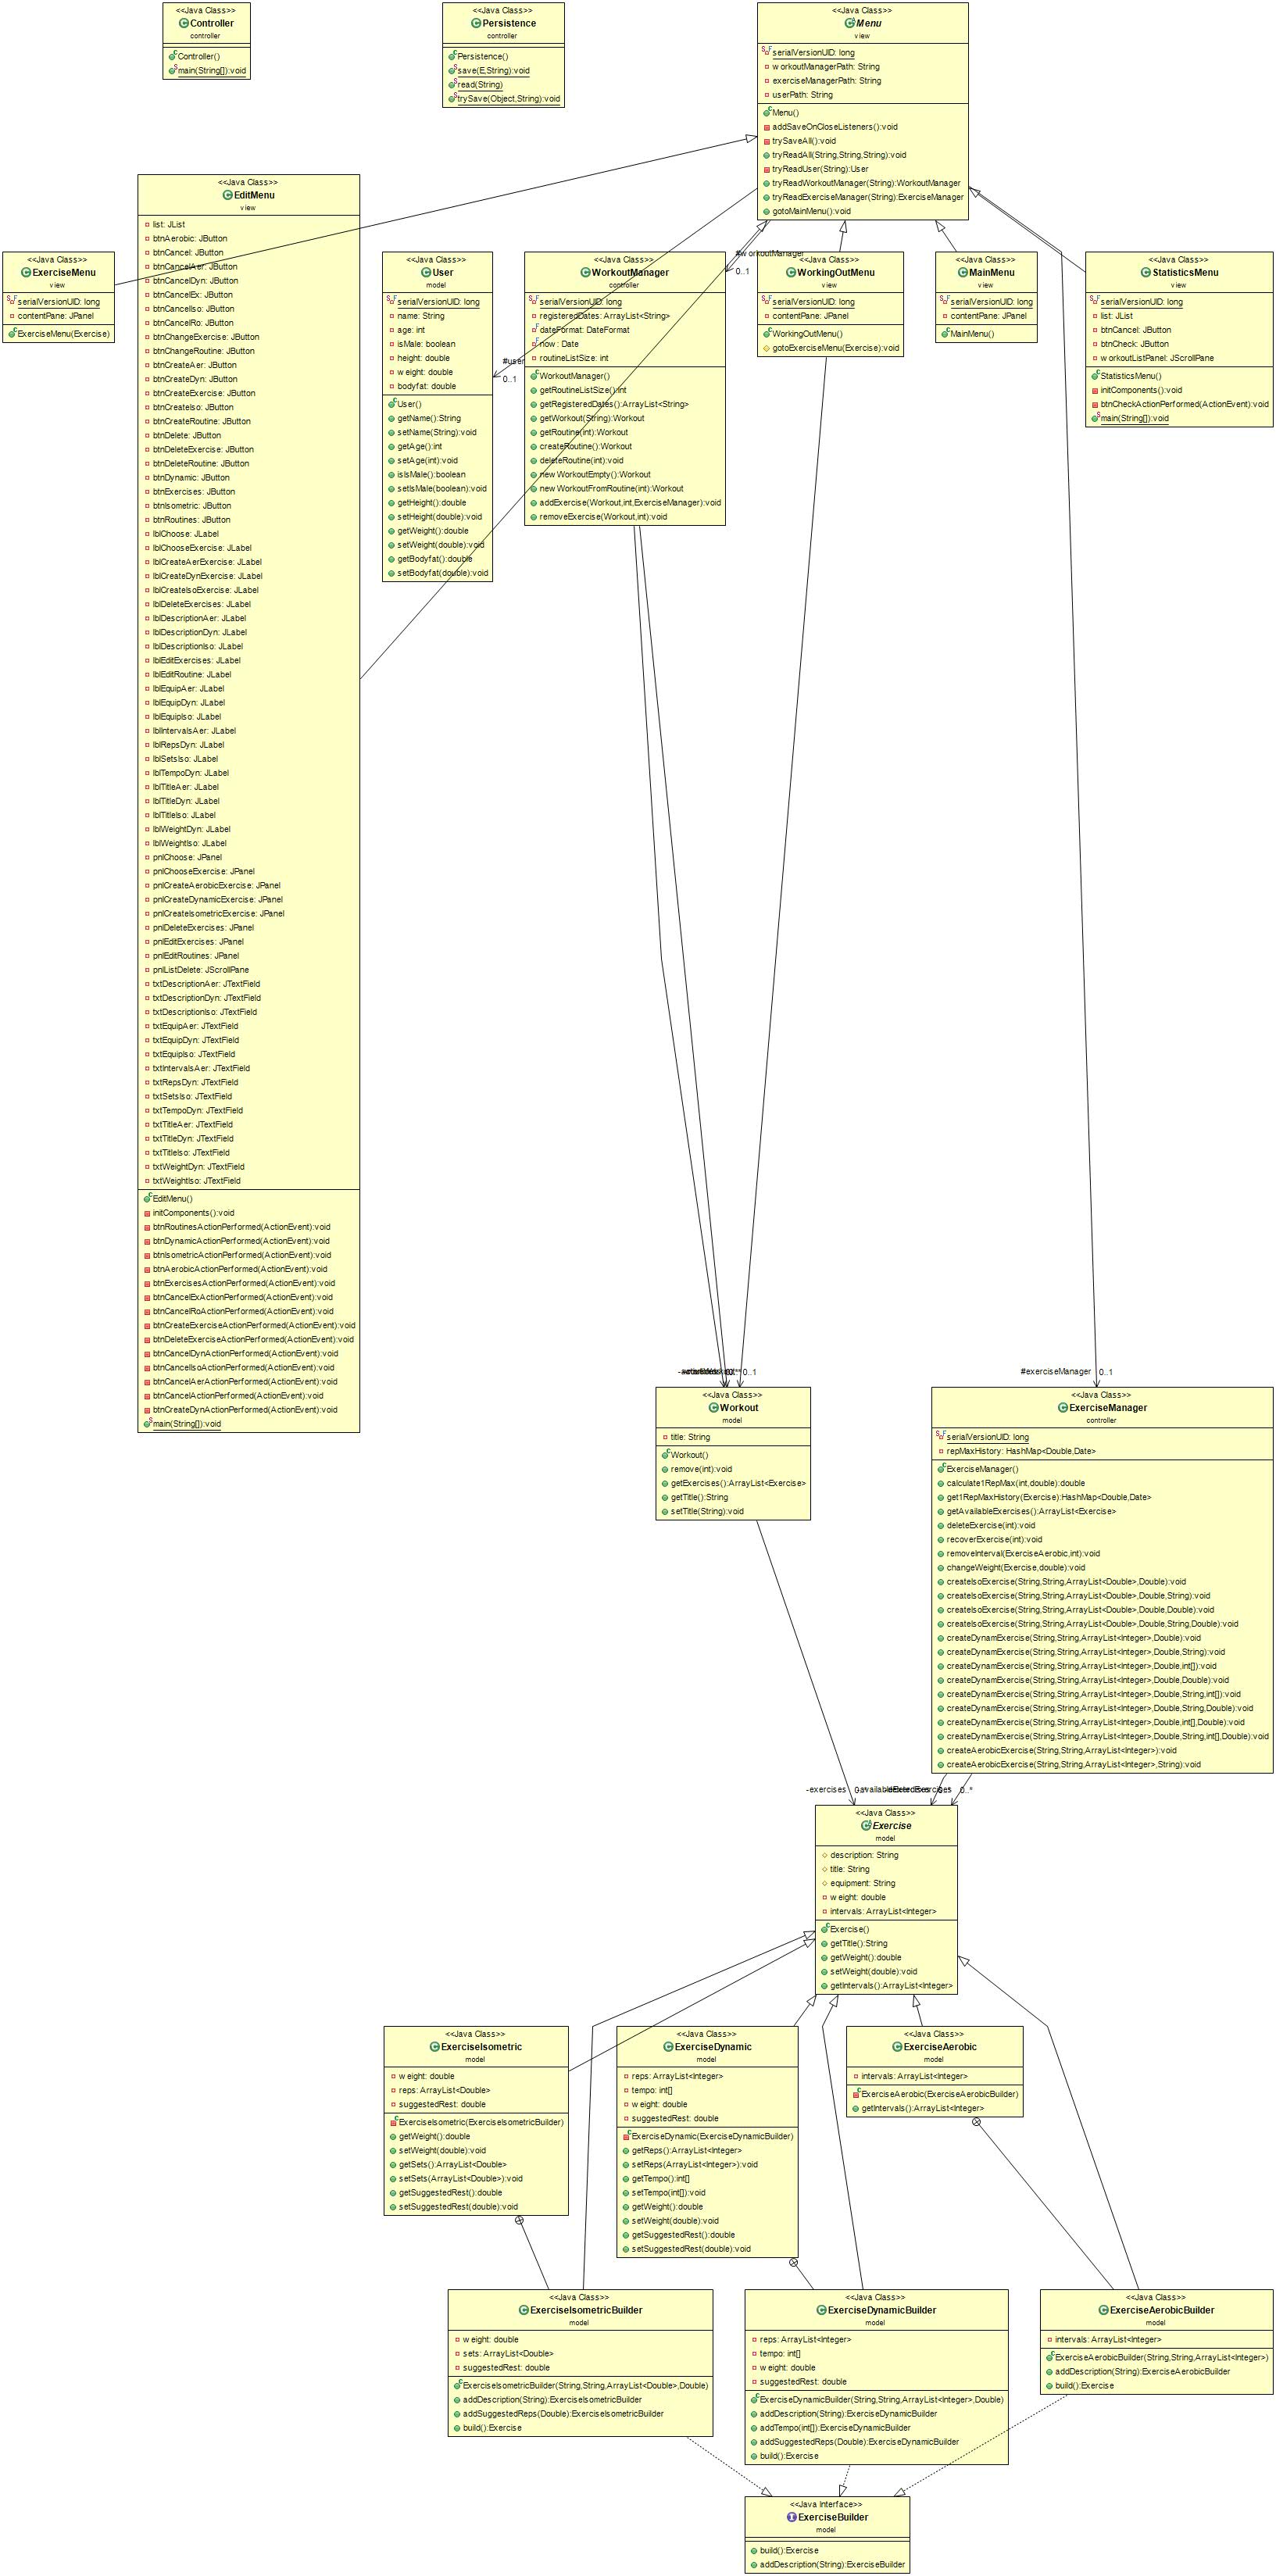 <<Java Class>>
Controller
controller
Controller()
main(String[]):void
<<Java Class>>
Persistence
controller
Persistence()
save(E,String):void
read(String)
trySave(Object,String):void
<<Java Class>>
Menu
view
serialVersionUID: long
workoutManagerPath: String
exerciseManagerPath: String
userPath: String
Menu()
addSaveOnCloseListeners():void
trySaveAll():void
tryReadAll(String,String,String):void
tryReadUser(String):User
tryReadWorkoutManager(String):WorkoutManager
tryReadExerciseManager(String):ExerciseManager
gotoMainMenu():void
<<Java Class>>
EditMenu
view
list: JList
btnAerobic: JButton
btnCancel: JButton
btnCancelAer: JButton
btnCancelDyn: JButton
btnCancelEx: JButton
btnCancelIso: JButton
btnCancelRo: JButton
btnChangeExercise: JButton
btnChangeRoutine: JButton
btnCreateAer: JButton
btnCreateDyn: JButton
btnCreateExercise: JButton
btnCreateIso: JButton
btnCreateRoutine: JButton
btnDelete: JButton
btnDeleteExercise: JButton
btnDeleteRoutine: JButton
btnDynamic: JButton
btnExercises: JButton
btnIsometric: JButton
btnRoutines: JButton
lblChoose: JLabel
lblChooseExercise: JLabel
lblCreateAerExercise: JLabel
lblCreateDynExercise: JLabel
lblCreateIsoExercise: JLabel
lblDeleteExercises: JLabel
lblDescriptionAer: JLabel
lblDescriptionDyn: JLabel
lblDescriptionIso: JLabel
lblEditExercises: JLabel
lblEditRoutine: JLabel
lblEquipAer: JLabel
lblEquipDyn: JLabel
lblEquipIso: JLabel
lblIntervalsAer: JLabel
lblRepsDyn: JLabel
lblSetsIso: JLabel
lblTempoDyn: JLabel
lblTitleAer: JLabel
lblTitleDyn: JLabel
lblTitleIso: JLabel
lblWeightDyn: JLabel
lblWeightIso: JLabel
pnlChoose: JPanel
pnlChooseExercise: JPanel
pnlCreateAerobicExercise: JPanel
pnlCreateDynamicExercise: JPanel
pnlCreateIsometricExercise: JPanel
pnlDeleteExercises: JPanel
pnlEditExercises: JPanel
pnlEditRoutines: JPanel
pnlListDelete: JScrollPane
txtDescriptionAer: JTextField
txtDescriptionDyn: JTextField
txtDescriptionIso: JTextField
txtEquipAer: JTextField
txtEquipDyn: JTextField
txtEquipIso: JTextField
txtIntervalsAer: JTextField
txtRepsDyn: JTextField
txtSetsIso: JTextField
txtTempoDyn: JTextField
txtTitleAer: JTextField
txtTitleDyn: JTextField
txtTitleIso: JTextField
txtWeightDyn: JTextField
txtWeightIso: JTextField
EditMenu()
initComponents():void
btnRoutinesActionPerformed(ActionEvent):void
btnDynamicActionPerformed(ActionEvent):void
btnIsometricActionPerformed(ActionEvent):void
btnAerobicActionPerformed(ActionEvent):void
btnExercisesActionPerformed(ActionEvent):void
btnCancelExActionPerformed(ActionEvent):void
btnCancelRoActionPerformed(ActionEvent):void
btnCreateExerciseActionPerformed(ActionEvent):void
btnDeleteExerciseActionPerformed(ActionEvent):void
btnCancelDynActionPerformed(ActionEvent):void
btnCancelIsoActionPerformed(ActionEvent):void
btnCancelAerActionPerformed(ActionEvent):void
btnCancelActionPerformed(ActionEvent):void
btnCreateDynActionPerformed(ActionEvent):void
main(String[]):void
<<Java Class>>
ExerciseMenu
view
serialVersionUID: long
contentPane: JPanel
ExerciseMenu(Exercise)
<<Java Class>>
User
model
serialVersionUID: long
name: String
age: int
isMale: boolean
height: double
weight: double
bodyfat: double
User()
getName():String
setName(String):void
getAge():int
setAge(int):void
isIsMale():boolean
setIsMale(boolean):void
getHeight():double
setHeight(double):void
getWeight():double
setWeight(double):void
getBodyfat():double
setBodyfat(double):void
#user
0..1
<<Java Class>>
WorkoutManager
controller
serialVersionUID: long
registeredDates: ArrayList<String>
dateFormat: DateFormat
now: Date
routineListSize: int
WorkoutManager()
getRoutineListSize():int
getRegisteredDates():ArrayList<String>
getWorkout(String):Workout
getRoutine(int):Workout
createRoutine():Workout
deleteRoutine(int):void
newWorkoutEmpty():Workout
newWorkoutFromRoutine(int):Workout
addExercise(Workout,int,ExerciseManager):void
removeExercise(Workout,int):void
#workoutManager
0..1
<<Java Class>>
WorkingOutMenu
view
serialVersionUID: long
contentPane: JPanel
WorkingOutMenu()
gotoExerciseMenu(Exercise):void
<<Java Class>>
MainMenu
view
serialVersionUID: long
contentPane: JPanel
MainMenu()
<<Java Class>>
StatisticsMenu
view
serialVersionUID: long
list: JList
btnCancel: JButton
btnCheck: JButton
workoutListPanel: JScrollPane
StatisticsMenu()
initComponents():void
btnCheckActionPerformed(ActionEvent):void
main(String[]):void
0..1
<<Java Class>>
Workout
model
title: String
Workout()
remove(int):void
getExercises():ArrayList<Exercise>
getTitle():String
setTitle(String):void
#exerciseManager
0..1
<<Java Class>>
ExerciseManager
controller
serialVersionUID: long
repMaxHistory: HashMap<Double,Date>
ExerciseManager()
calculate1RepMax(int,double):double
get1RepMaxHistory(Exercise):HashMap<Double,Date>
getAvailableExercises():ArrayList<Exercise>
deleteExercise(int):void
recoverExercise(int):void
removeInterval(ExerciseAerobic,int):void
changeWeight(Exercise,double):void
createIsoExercise(String,String,ArrayList<Double>,Double):void
createIsoExercise(String,String,ArrayList<Double>,Double,String):void
createIsoExercise(String,String,ArrayList<Double>,Double,Double):void
createIsoExercise(String,String,ArrayList<Double>,Double,String,Double):void
createDynamExercise(String,String,ArrayList<Integer>,Double):void
createDynamExercise(String,String,ArrayList<Integer>,Double,String):void
createDynamExercise(String,String,ArrayList<Integer>,Double,int[]):void
createDynamExercise(String,String,ArrayList<Integer>,Double,Double):void
createDynamExercise(String,String,ArrayList<Integer>,Double,String,int[]):void
createDynamExercise(String,String,ArrayList<Integer>,Double,String,Double):void
createDynamExercise(String,String,ArrayList<Integer>,Double,int[],Double):void
createDynamExercise(String,String,ArrayList<Integer>,Double,String,int[],Double):void
createAerobicExercise(String,String,ArrayList<Integer>):void
createAerobicExercise(String,String,ArrayList<Integer>,String):void
-exercises
0..*
<<Java Class>>
Exercise
model
description: String
title: String
equipment: String
weight: double
intervals: ArrayList<Integer>
Exercise()
getTitle():String
getWeight():double
setWeight(double):void
getIntervals():ArrayList<Integer>
<<Java Class>>
ExerciseIsometric
model
weight: double
reps: ArrayList<Double>
suggestedRest: double
ExerciseIsometric(ExerciseIsometricBuilder)
getWeight():double
setWeight(double):void
getSets():ArrayList<Double>
setSets(ArrayList<Double>):void
getSuggestedRest():double
setSuggestedRest(double):void
<<Java Class>>
ExerciseDynamic
model
reps: ArrayList<Integer>
tempo: int[]
weight: double
suggestedRest: double
ExerciseDynamic(ExerciseDynamicBuilder)
getReps():ArrayList<Integer>
setReps(ArrayList<Integer>):void
getTempo():int[]
setTempo(int[]):void
getWeight():double
setWeight(double):void
getSuggestedRest():double
setSuggestedRest(double):void
<<Java Class>>
ExerciseAerobic
model
intervals: ArrayList<Integer>
ExerciseAerobic(ExerciseAerobicBuilder)
getIntervals():ArrayList<Integer>
<<Java Class>>
ExerciseIsometricBuilder
model
weight: double
sets: ArrayList<Double>
suggestedRest: double
ExerciseIsometricBuilder(String,String,ArrayList<Double>,Double)
addDescription(String):ExerciseIsometricBuilder
addSuggestedReps(Double):ExerciseIsometricBuilder
build():Exercise
<<Java Class>>
ExerciseDynamicBuilder
model
reps: ArrayList<Integer>
tempo: int[]
weight: double
suggestedRest: double
ExerciseDynamicBuilder(String,String,ArrayList<Integer>,Double)
addDescription(String):ExerciseDynamicBuilder
addTempo(int[]):ExerciseDynamicBuilder
addSuggestedReps(Double):ExerciseDynamicBuilder
build():Exercise
<<Java Class>>
ExerciseAerobicBuilder
model
intervals: ArrayList<Integer>
ExerciseAerobicBuilder(String,String,ArrayList<Integer>)
addDescription(String):ExerciseAerobicBuilder
build():Exercise
<<Java Interface>>
ExerciseBuilder
model
build():Exercise
addDescription(String):ExerciseBuilder